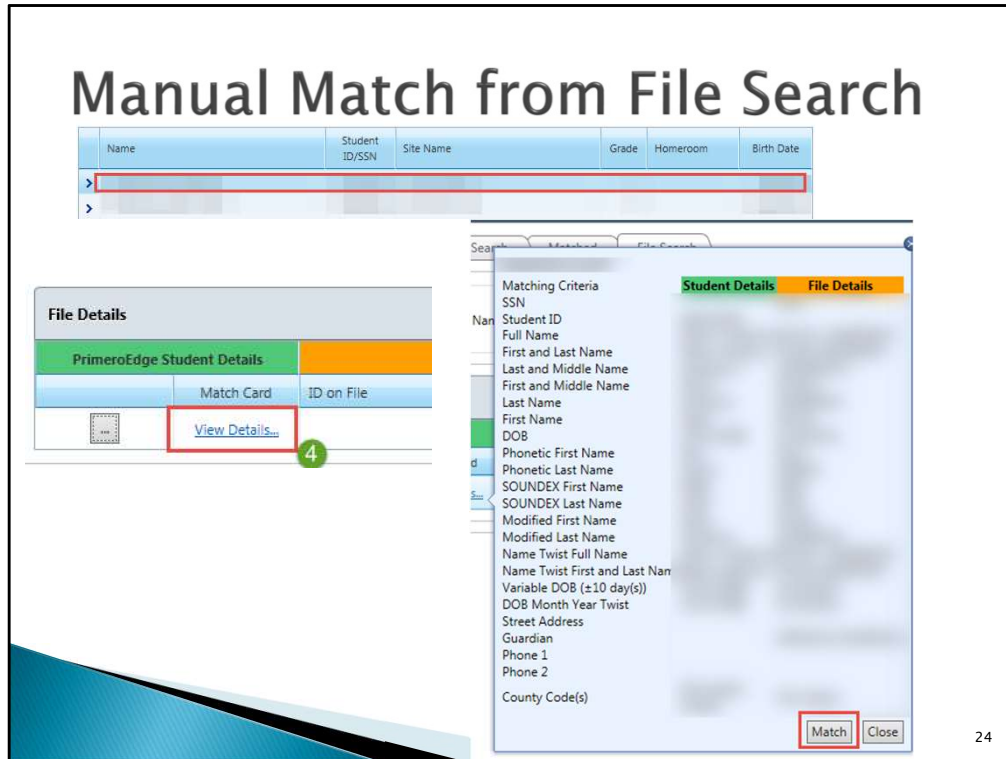 Manual Match from File Search
Name Student ID/SSN Site Name Grade Homeroom Birth Date
File Details
PrimeroEdge Student Details
Match Card ID on File
... View Details...
4
Matched File Search
Matching Criteria Student Details File Details
SSN
Student ID
Full Name
First and Last Name
Last and Middle Name
First and Middle Name
Last Name
First Name
DOB
Phonetic First Name
Phonetic Last Name
SOUNDEX First Name
SOUNDEX Last Name
Modified First Name
Modified Last Name
Name Twist Full Name
Name Twist First and Last Nam
Variable DOB (±10 day(s))
DOB Month Year Twist
Street Address
Guardian
Phone 1
Phone 2
County Code(s)
Match Close
24